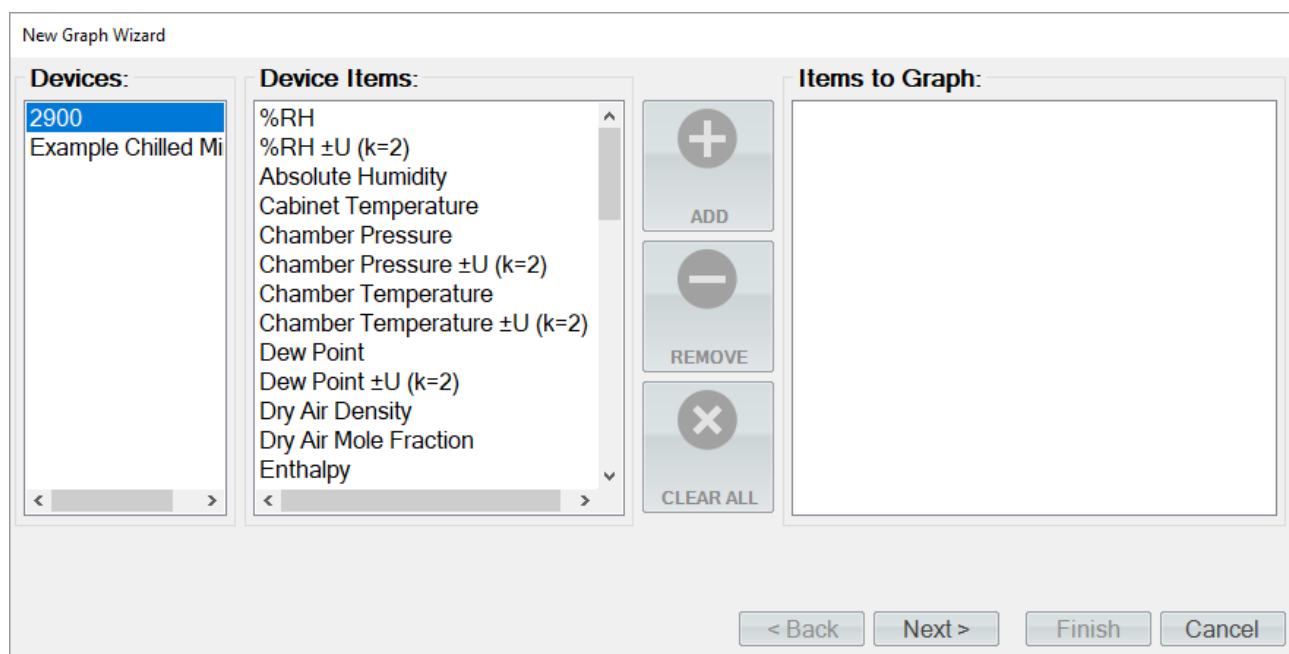 New Graph Wizard
Devices:
2900
Example Chilled Mi
Device Items:
%RH
%RH ±U (k=2)
Absolute Humidity
Cabinet Temperature
Chamber Pressure
Chamber Pressure ±U (k=2)
Chamber Temperature
Chamber Temperature ±U (k=2)
Dew Point
Dew Point ±U (k=2)
Dry Air Density
Dry Air Mole Fraction
Enthalpy
ADD
REMOVE
CLEAR ALL
Items to Graph:
< Back
Next >
Finish
Cancel